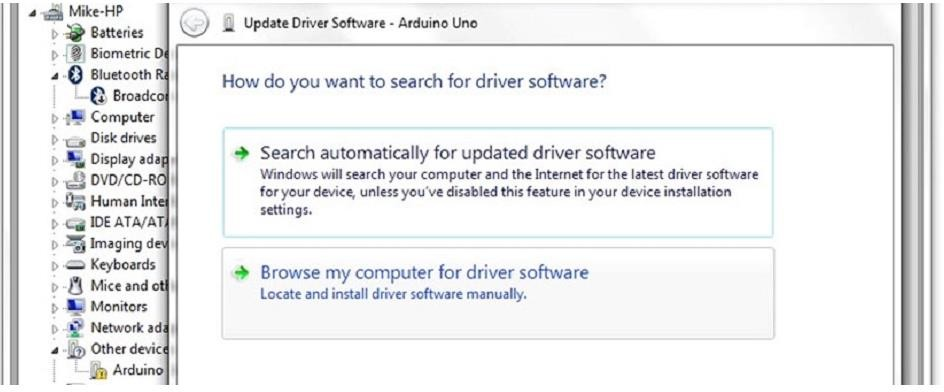 Mike-HP
Batteries
Biometric De
Bluetooth Ra
Broadcor
Computer
Disk drives
Display adap
DVD/CD-RO
Human Inter
IDE ATA/ATA
Imaging dev
Keyboards
Mice and oth
Monitors
Network ada
Other device
Arduino
Update Driver Software - Arduino Uno
How do you want to search for driver software?
Search automatically for updated driver software
Windows will search your computer and the Internet for the latest driver software
for your device, unless you've disabled this feature in your device installation
settings.
Browse my computer for driver software
Locate and install driver software manually.